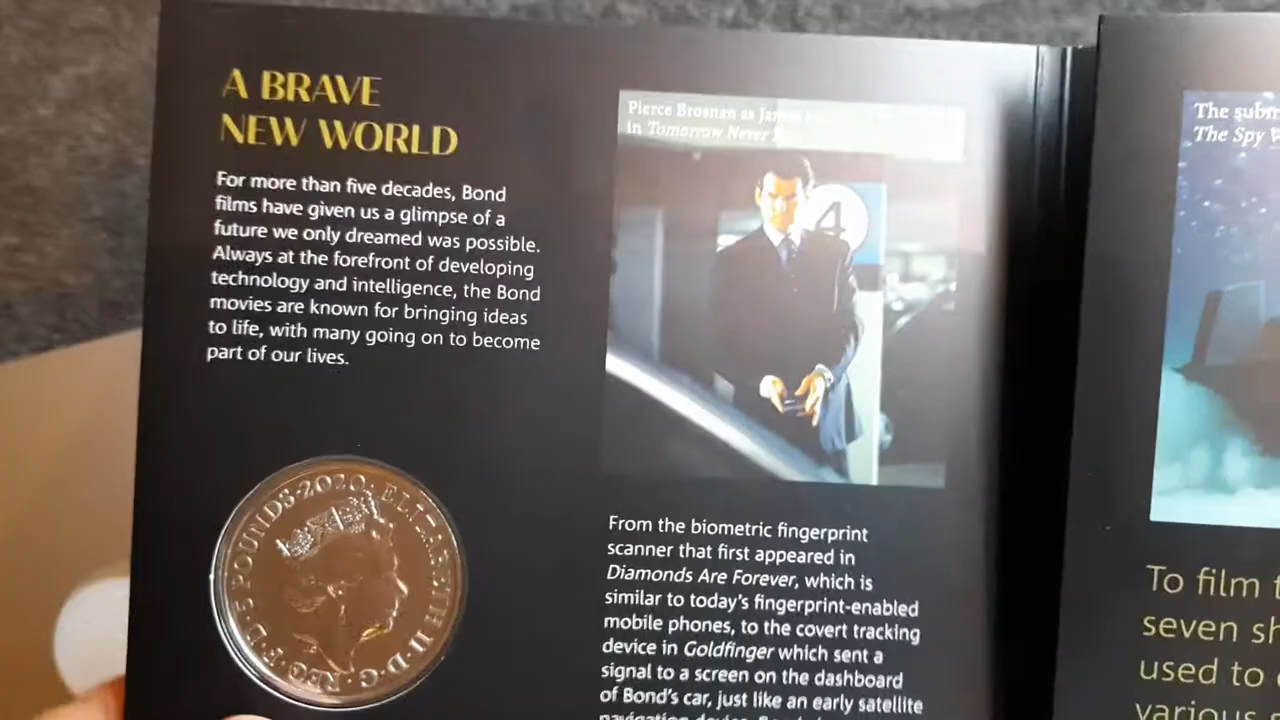 A BRAVE
NEW WORLD
For more than five decades, Bond
films have given us a glimpse of a
future we only dreamed was possible.
Always at the forefront of developing
technology and intelligence, the Bond
movies are known for bringing ideas
to life, with many going on to become
part of our lives.
ELIZABETH II · D · G · REG · F · D · 5 POUNDS · 2020 ·
Pierce Brosnan as
in Tomorrow Never
4
From the biometric fingerprint
scanner that first appeared in
Diamonds Are Forever, which is
similar to today's fingerprint-enabled
mobile phones, to the covert tracking
device in Goldfinger which sent a
signal to a screen on the dashboard
of Bond's car, just like an early satellite
The
The Spy
To film
seven
used to
various